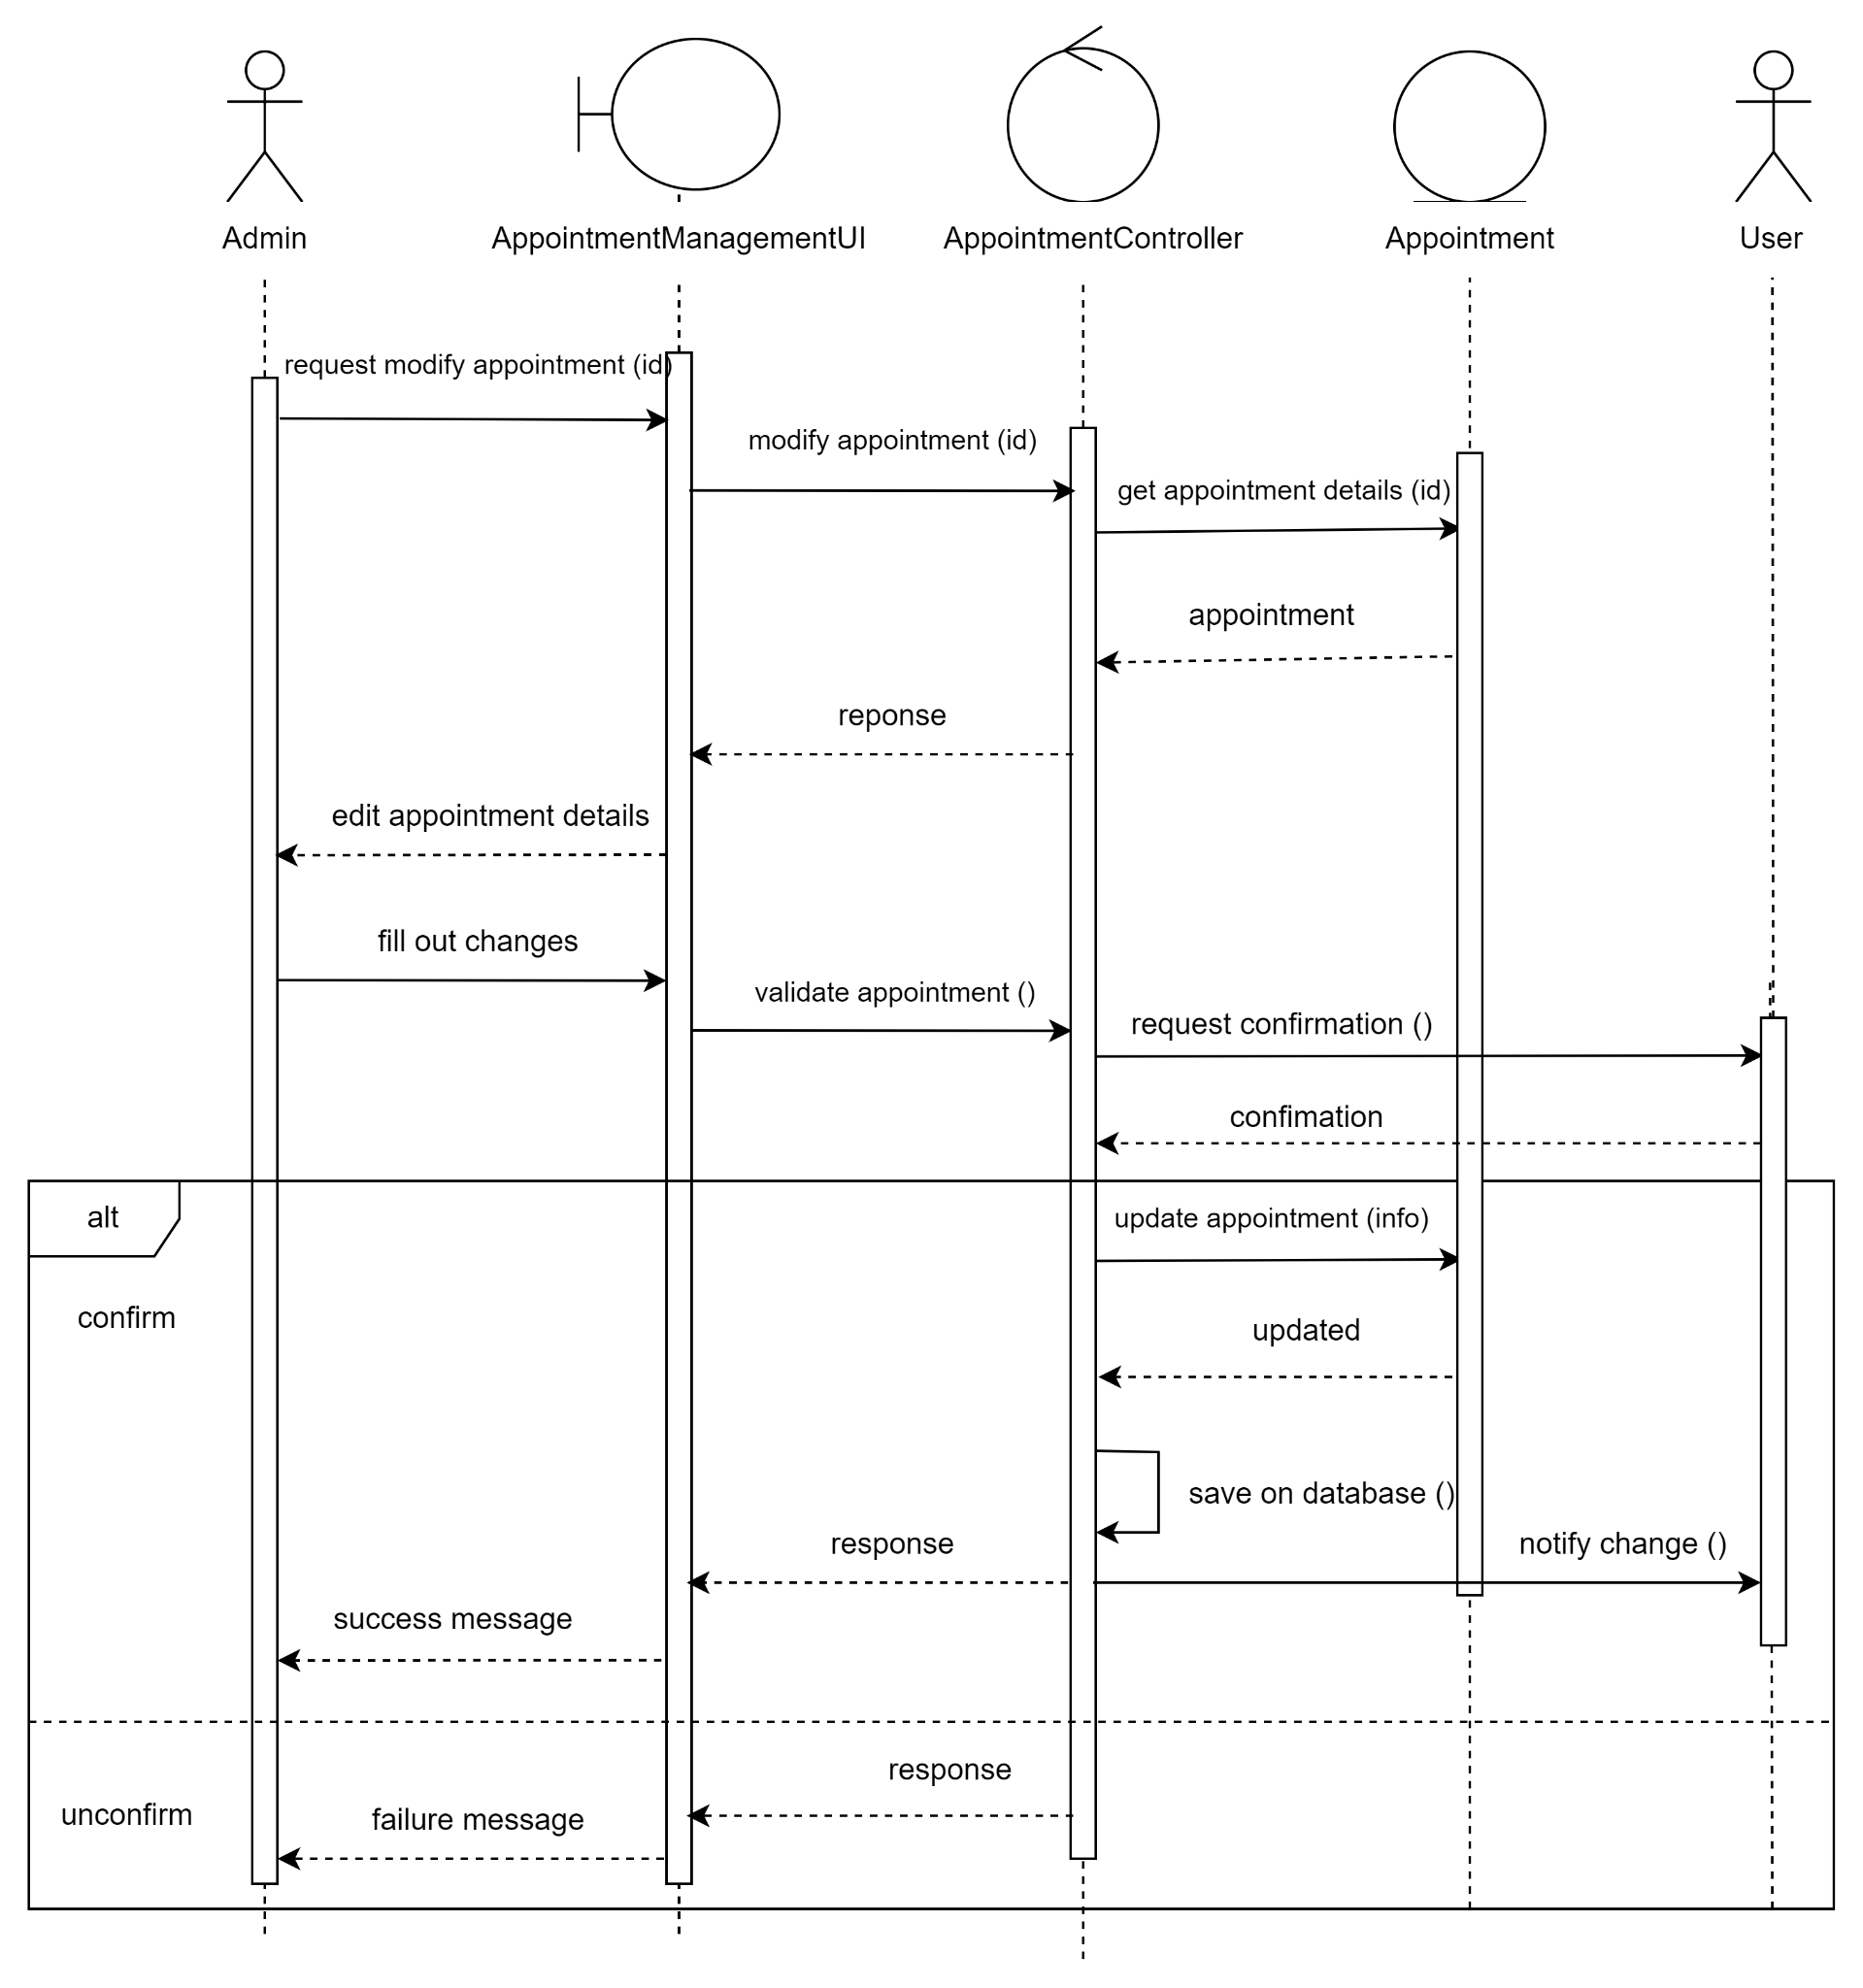 Admin
AppointmentManagementUI
AppointmentController
Appointment
User
request modify appointment (id)
modify appointment (id)
get appointment details (id)
appointment
reponse
edit appointment details
fill out changes
validate appointment ()
request confirmation ()
confimation
alt
update appointment (info)
confirm
updated
save on database ()
response
notify change ()
success message
response
unconfirm
failure message